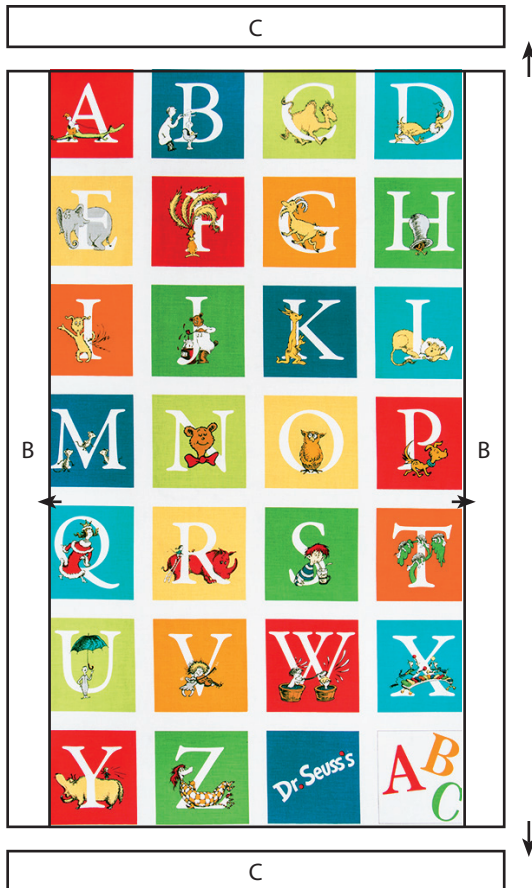 C
A B C D
E F G H
I J K L
B M N O P B
Q R S T
U V W X
Y Z Dr. Seuss's ABC
C